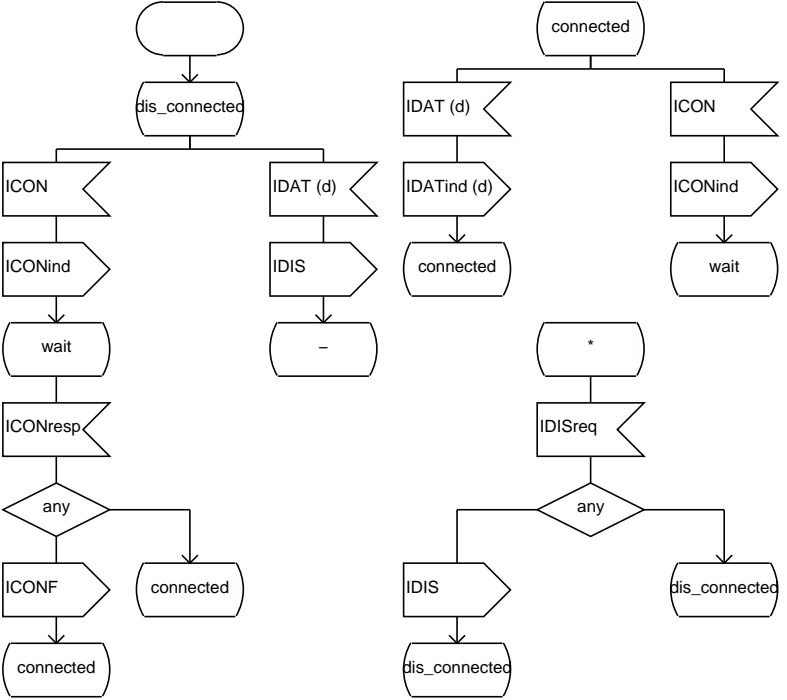 connected
dis_connected
IDAT (d)
ICON
ICON
IDAT (d)
IDATind (d)
ICONind
ICONind
IDIS
connected
wait
wait
–
*
ICONresp
IDISreq
any
any
ICONF
connected
IDIS
dis_connected
connected
dis_connected